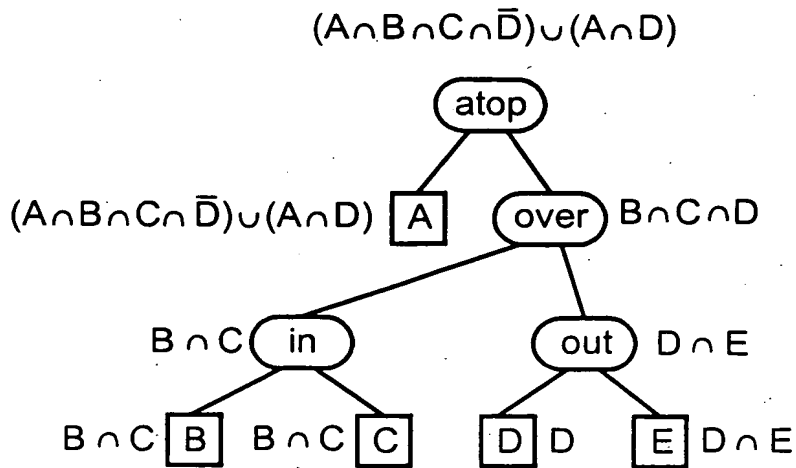 (A∩B∩C∩D̅)∪(A∩D)
atop
(A∩B∩C∩D̅)∪(A∩D) A over B∩C∩D
B∩C in out D∩E
B∩C B B∩C C D D E D∩E